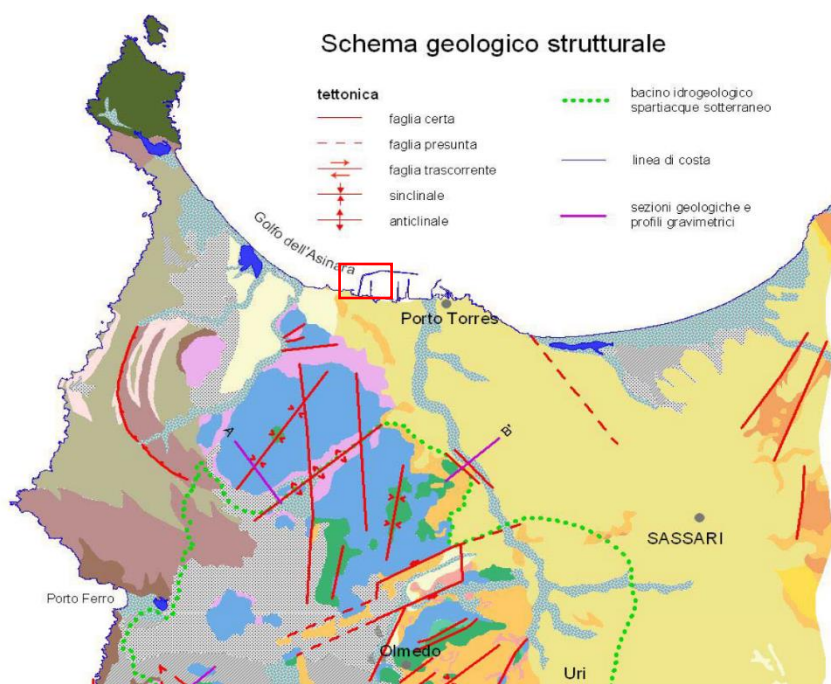 Schema geologico strutturale
tettonica
faglia certa
faglia presunta
faglia trascorrente
sinclinale
anticlinale
bacino idrogeologico
spartiacque sotterraneo
linea di costa
sezioni geologiche e
profili gravimetrici
Golfo dell'Asinara
Porto Torres
A
B'
SASSARI
Porto Ferro
Olmedo
Uri